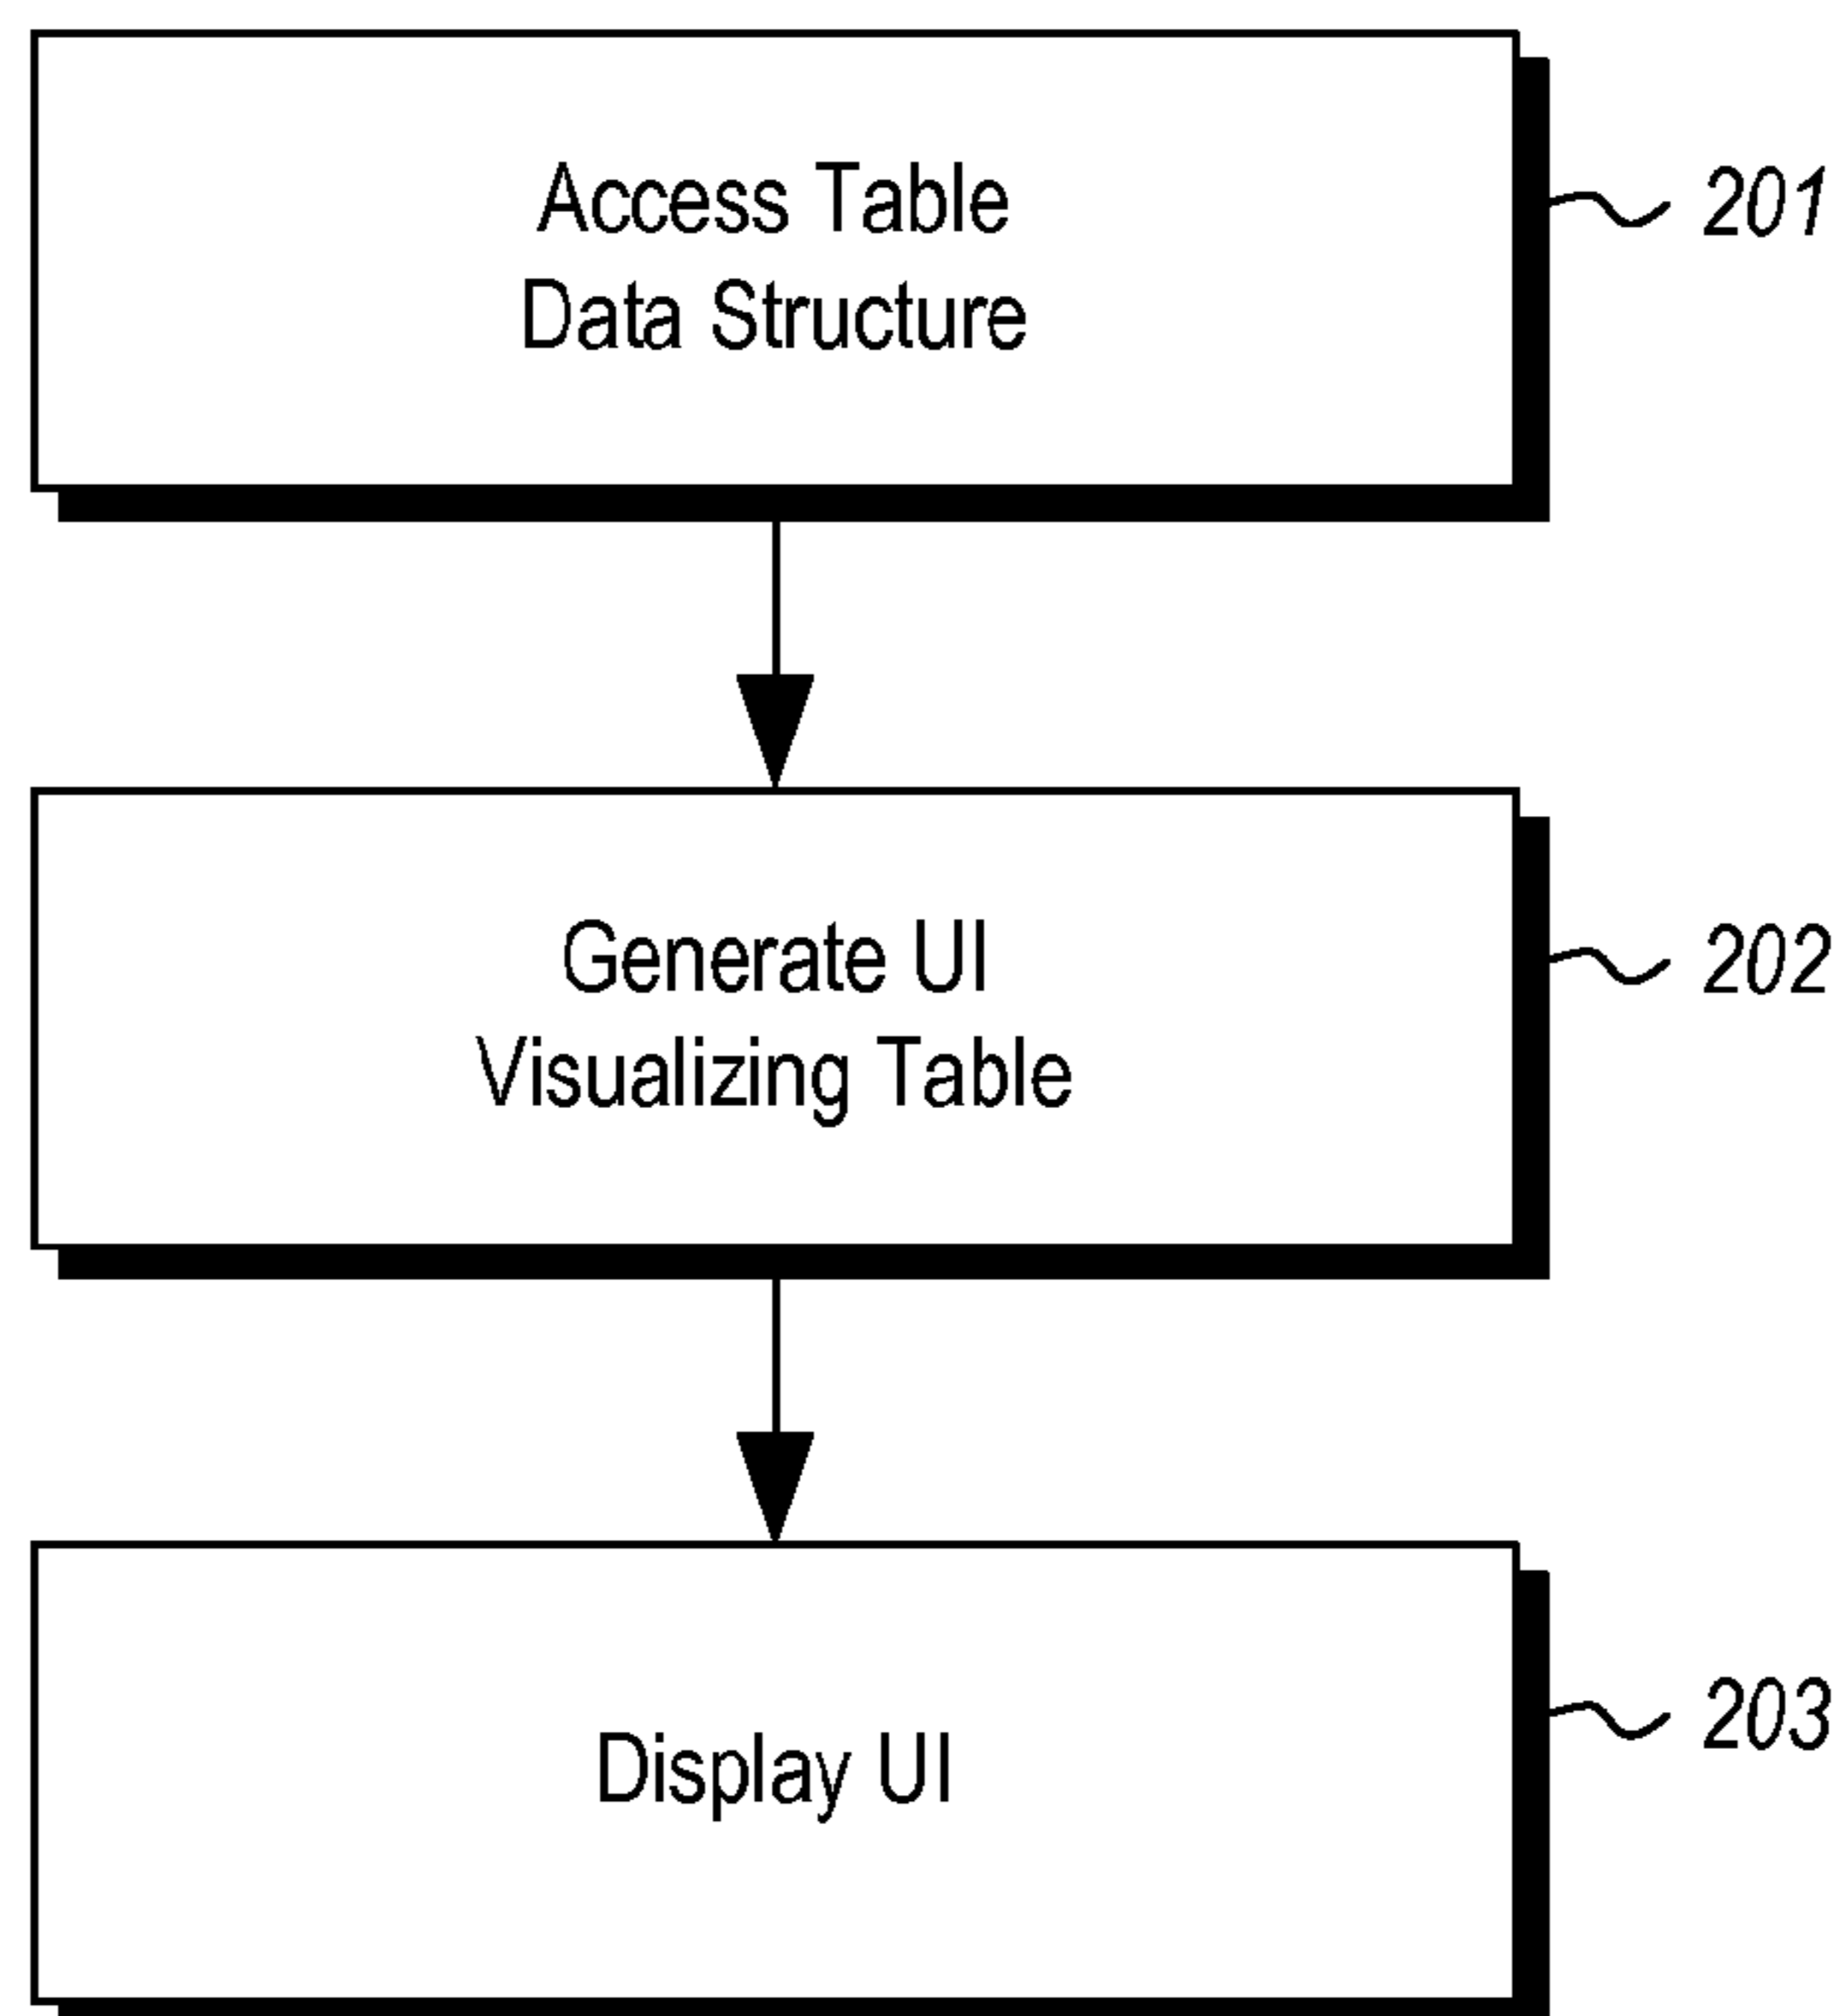 Access Table
Data Structure
201
Generate UI
Visualizing Table
202
Display UI
203